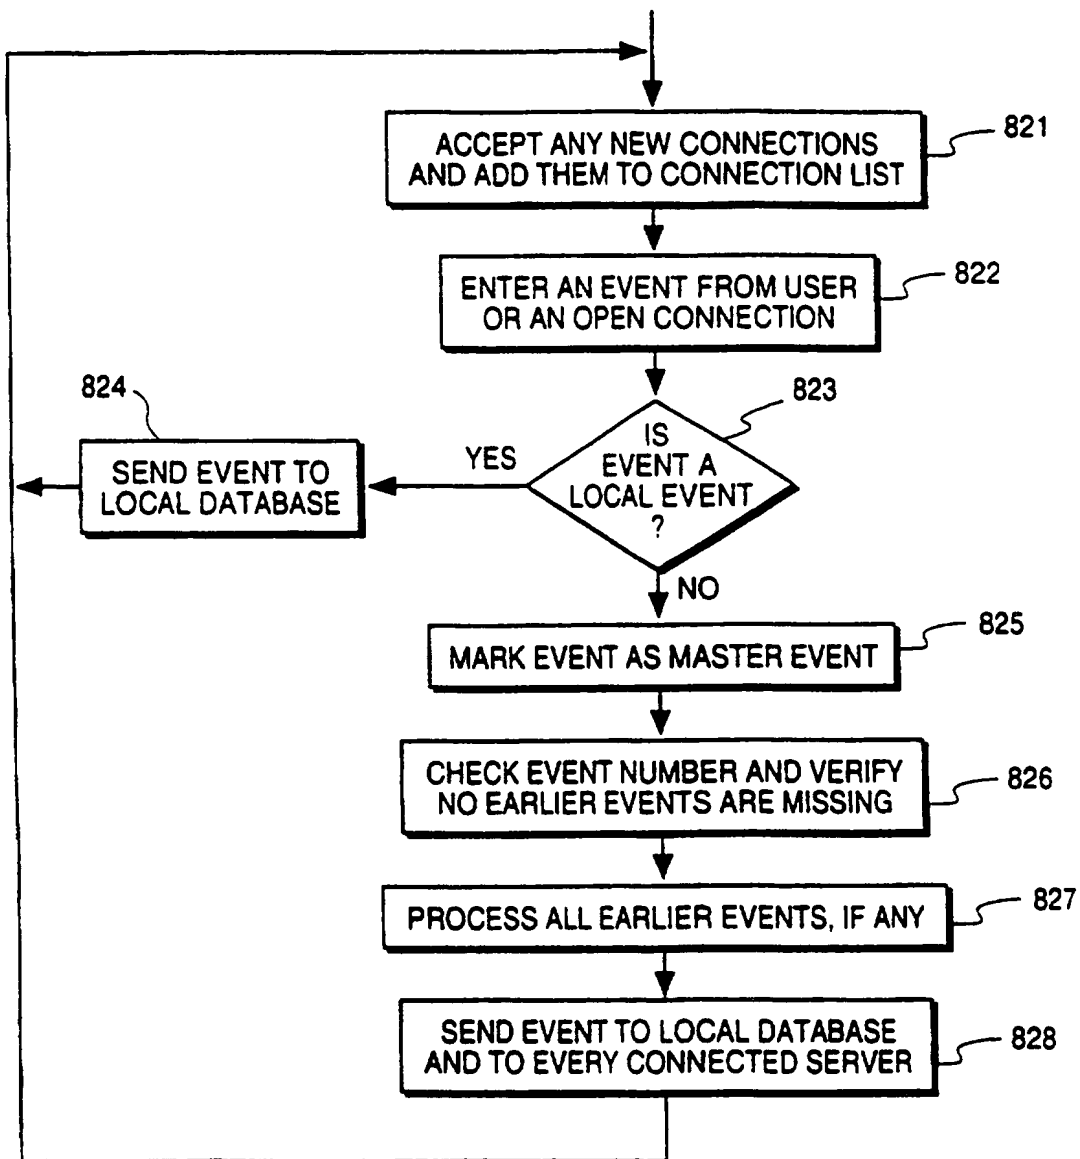 ACCEPT ANY NEW CONNECTIONS
AND ADD THEM TO CONNECTION LIST
821
ENTER AN EVENT FROM USER
OR AN OPEN CONNECTION
822
824
SEND EVENT TO
LOCAL DATABASE
YES
823
IS
EVENT A
LOCAL EVENT
?
NO
MARK EVENT AS MASTER EVENT
825
CHECK EVENT NUMBER AND VERIFY
NO EARLIER EVENTS ARE MISSING
826
PROCESS ALL EARLIER EVENTS, IF ANY
827
SEND EVENT TO LOCAL DATABASE
AND TO EVERY CONNECTED SERVER
828